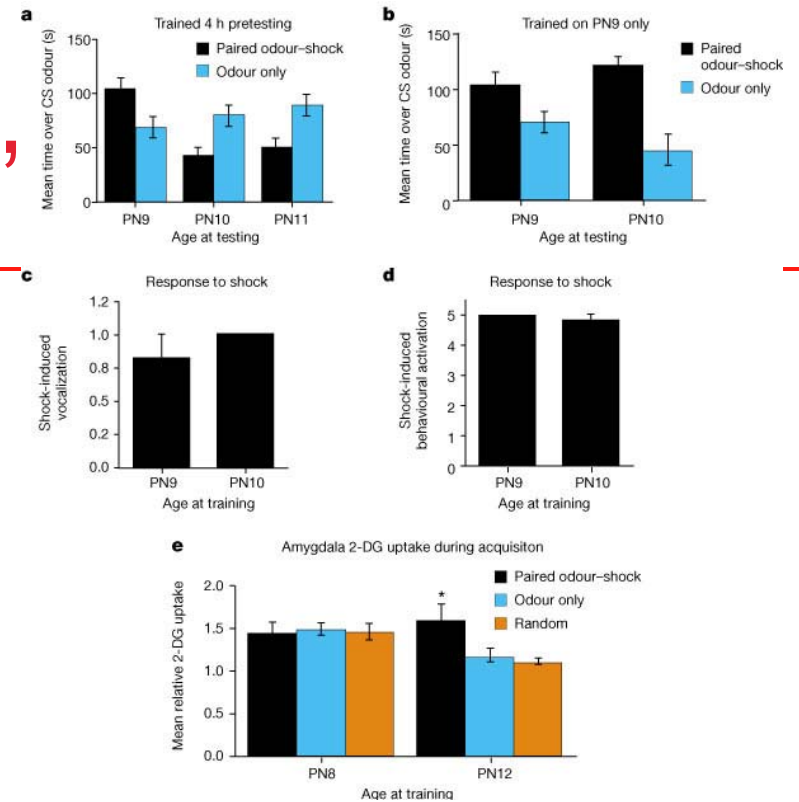 a
Trained 4 h pretesting
Mean time over CS odour (s)
150
100
50
0
Paired odour–shock
Odour only
PN9 PN10 PN11
Age at testing
b
Trained on PN9 only
Mean time over CS odour (s)
150
100
50
0
Paired
odour–shock
Odour only
PN9 PN10
Age at testing
,
c
Response to shock
Shock-induced
vocalization
1.2
1.0
0.8
0.5
0.2
0.0
PN9 PN10
Age at training
d
Response to shock
Shock-induced
behavioural activation
5
4
3
2
1
0
PN9 PN10
Age at training
e
Amygdala 2-DG uptake during acquisiton
Mean relative 2-DG uptake
2.0
1.5
1.0
0.5
0.0
*
Paired odour–shock
Odour only
Random
PN8 PN12
Age at training